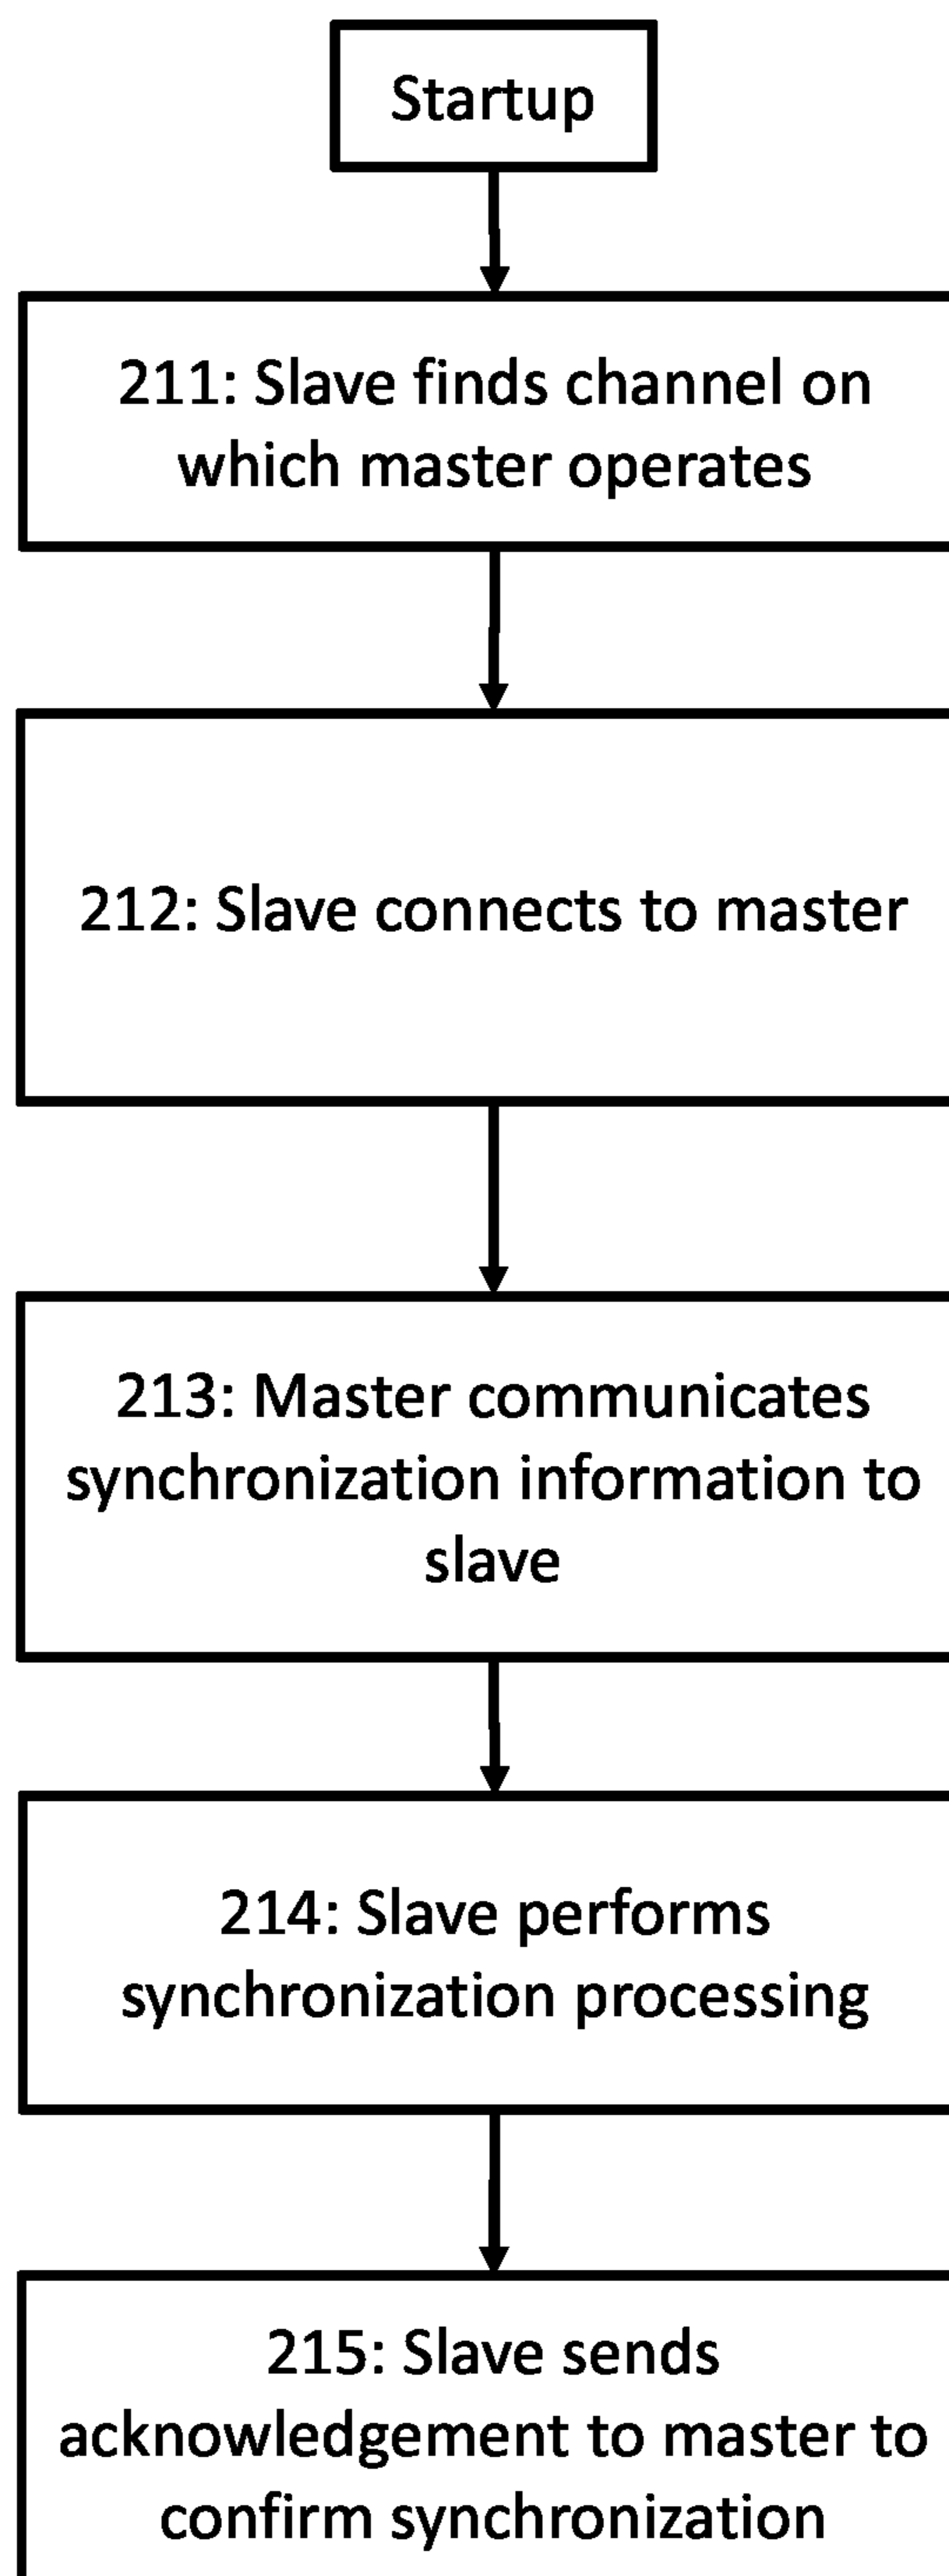 Startup
211: Slave finds channel on
which master operates
212: Slave connects to master
213: Master communicates
synchronization information to
slave
214: Slave performs
synchronization processing
215: Slave sends
acknowledgement to master to
confirm synchronization